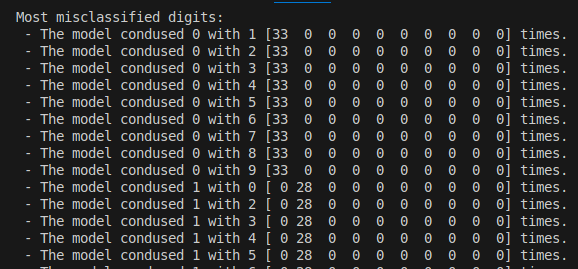 Most misclassified digits:
 - The model condused 0 with 1 [33  0  0  0  0  0  0  0  0  0] times.
 - The model condused 0 with 2 [33  0  0  0  0  0  0  0  0  0] times.
 - The model condused 0 with 3 [33  0  0  0  0  0  0  0  0  0] times.
 - The model condused 0 with 4 [33  0  0  0  0  0  0  0  0  0] times.
 - The model condused 0 with 5 [33  0  0  0  0  0  0  0  0  0] times.
 - The model condused 0 with 6 [33  0  0  0  0  0  0  0  0  0] times.
 - The model condused 0 with 7 [33  0  0  0  0  0  0  0  0  0] times.
 - The model condused 0 with 8 [33  0  0  0  0  0  0  0  0  0] times.
 - The model condused 0 with 9 [33  0  0  0  0  0  0  0  0  0] times.
 - The model condused 1 with 0 [ 0 28  0  0  0  0  0  0  0  0] times.
 - The model condused 1 with 2 [ 0 28  0  0  0  0  0  0  0  0] times.
 - The model condused 1 with 3 [ 0 28  0  0  0  0  0  0  0  0] times.
 - The model condused 1 with 4 [ 0 28  0  0  0  0  0  0  0  0] times.
 - The model condused 1 with 5 [ 0 28  0  0  0  0  0  0  0  0] times.